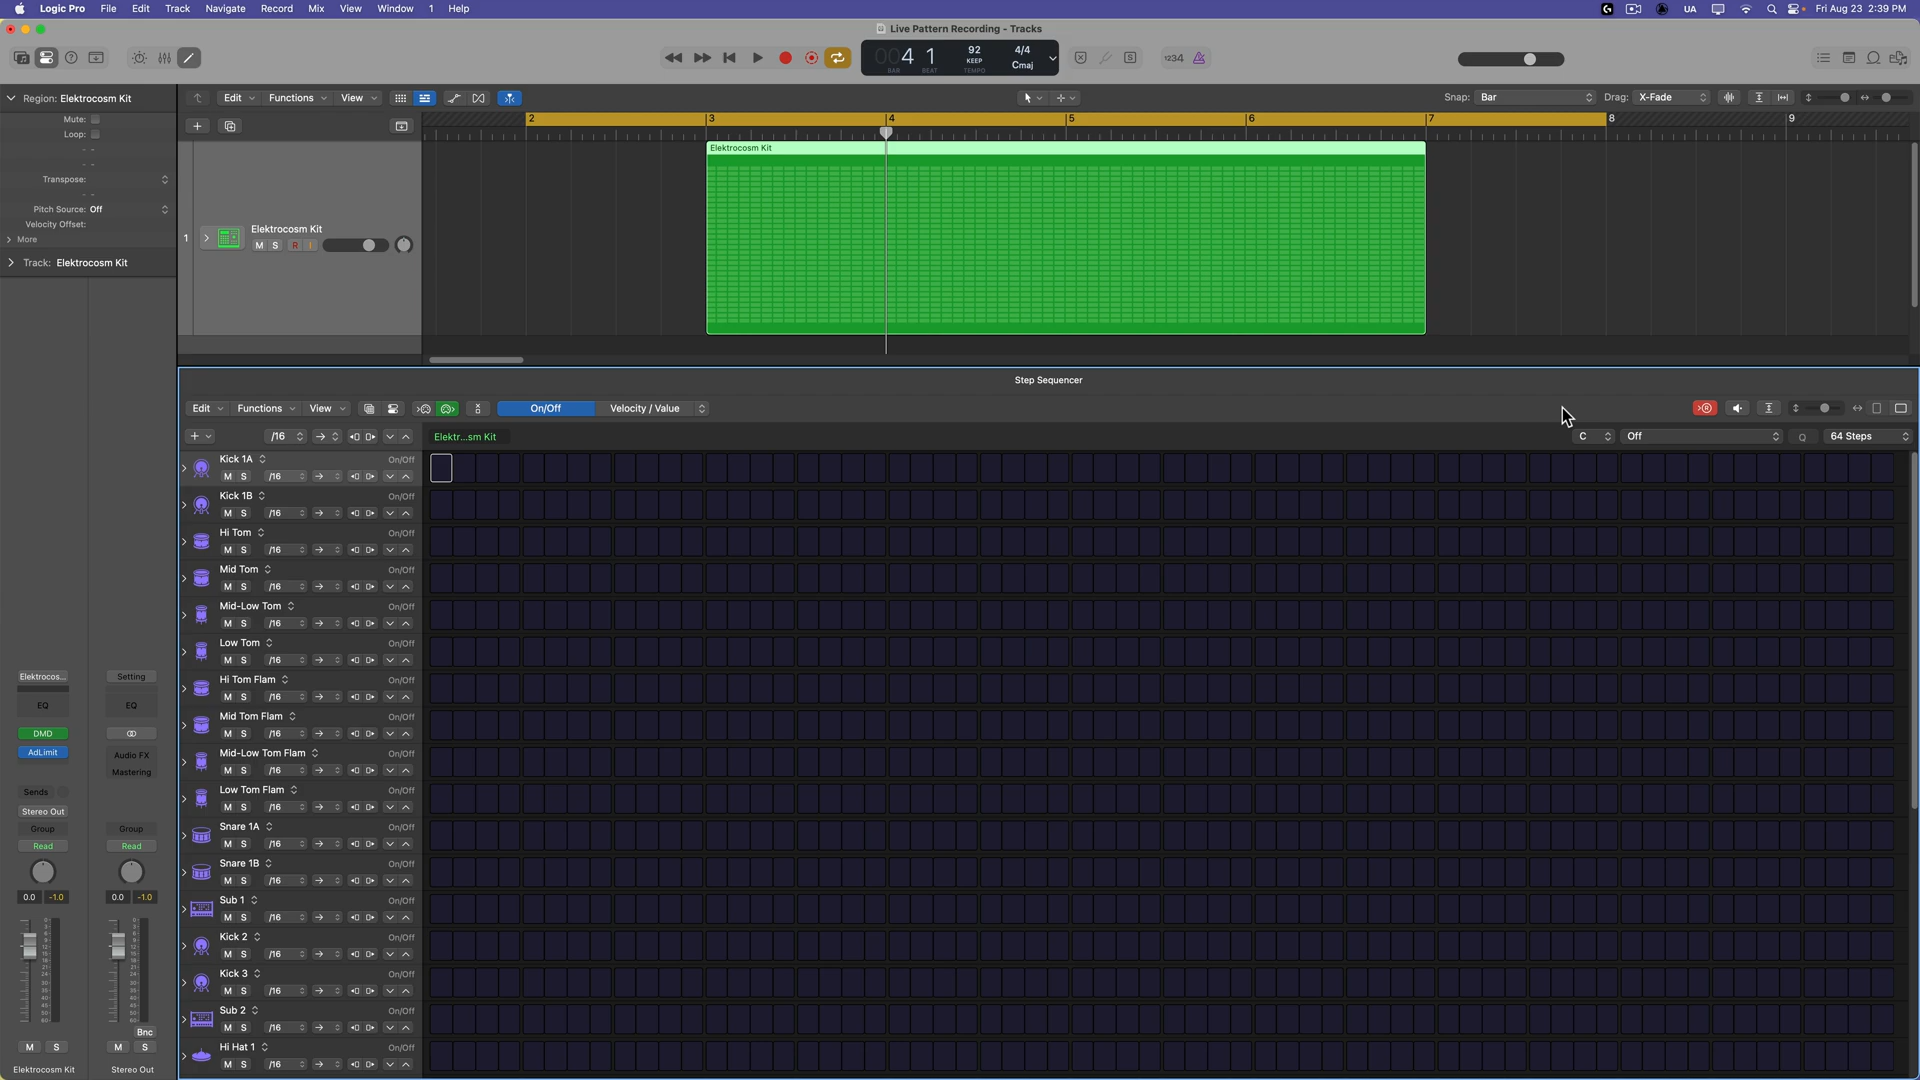 Logic Pro File Edit Track Navigate Record Mix View Window 1 Help
UA Fri Aug 23 2:39 PM
Live Pattern Recording - Tracks
004 1 92 4/4
KEEP Cmaj
BAR BEAT TEMPO
1234
Region: Elektrocosm Kit
Edit Functions View
Snap: Bar Drag: X-Fade
Mute:
Loop:
Transpose:
Pitch Source: Off
Velocity Offset:
More
Track: Elektrocosm Kit
2 3 4 5 6 7 8 9
Elektrocosm Kit
1 Elektrocosm Kit
M S R I
Step Sequencer
Edit Functions View On/Off Velocity / Value
/16 Elektr...sm Kit C Off Q 64 Steps
Kick 1A On/Off
M S /16
Kick 1B On/Off
M S /16
Hi Tom On/Off
M S /16
Mid Tom On/Off
M S /16
Mid-Low Tom On/Off
M S /16
Low Tom On/Off
M S /16
Hi Tom Flam On/Off
M S /16
Mid Tom Flam On/Off
M S /16
Mid-Low Tom Flam On/Off
M S /16
Low Tom Flam On/Off
M S /16
Snare 1A On/Off
M S /16
Snare 1B On/Off
M S /16
Sub 1 On/Off
M S /16
Kick 2 On/Off
M S /16
Kick 3 On/Off
M S /16
Sub 2 On/Off
M S /16
Hi Hat 1 On/Off
M S /16
Elektrocos... Setting
EQ EQ
DMD
AdLimit Audio FX
Mastering
Sends
Stereo Out
Group Group
Read Read
0.0 -1.0 0.0 -1.0
Bnc
M S M S
Elektrocosm Kit Stereo Out